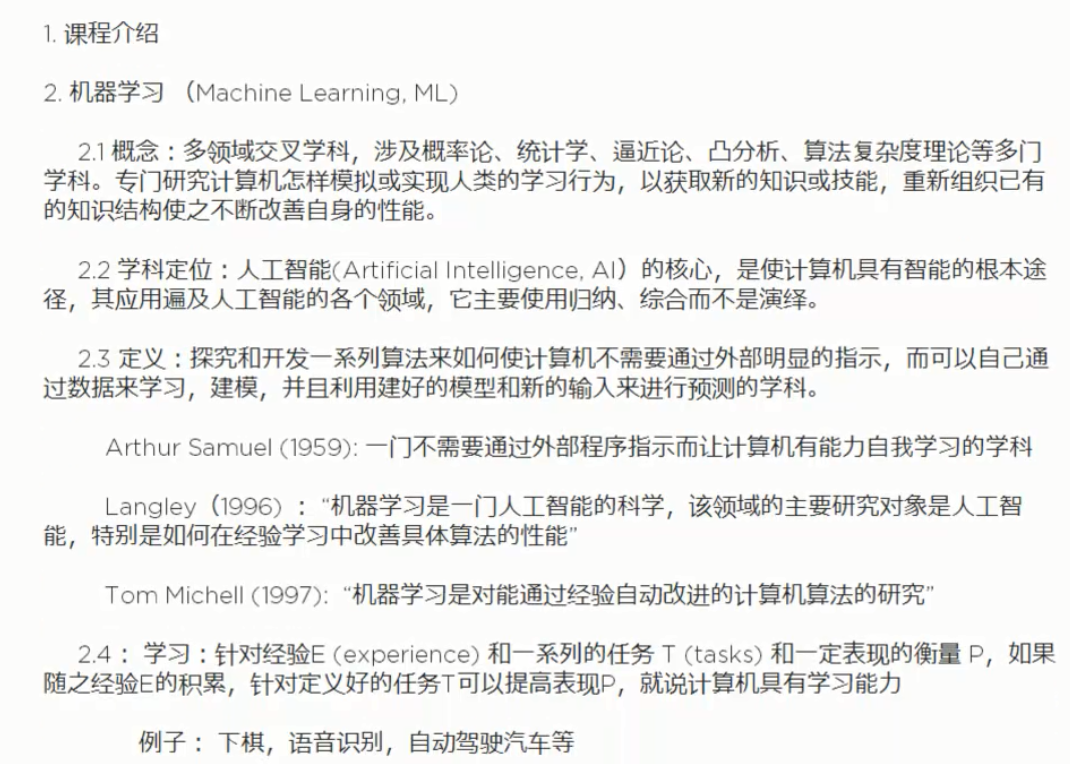 1. 课程介绍
2. 机器学习 （Machine Learning, ML)
2.1 概念：多领域交叉学科，涉及概率论、统计学、逼近论、凸分析、算法复杂度理论等多门
学科。专门研究计算机怎样模拟或实现人类的学习行为，以获取新的知识或技能，重新组织已有
的知识结构使之不断改善自身的性能。
2.2 学科定位：人工智能(Artificial Intelligence, AI）的核心，是使计算机具有智能的根本途
径，其应用遍及人工智能的各个领域，它主要使用归纳、综合而不是演绎。
2.3 定义：探究和开发一系列算法来如何使计算机不需要通过外部明显的指示，而可以自己通
过数据来学习，建模，并且利用建好的模型和新的输入来进行预测的学科。
Arthur Samuel (1959): 一门不需要通过外部程序指示而让计算机有能力自我学习的学科
Langley（1996) ： “机器学习是一门人工智能的科学，该领域的主要研究对象是人工智
能，特别是如何在经验学习中改善具体算法的性能”
Tom Michell (1997): “机器学习是对能通过经验自动改进的计算机算法的研究”
2.4： 学习：针对经验E (experience) 和一系列的任务 T (tasks) 和一定表现的衡量 P，如果
随之经验E的积累，针对定义好的任务T可以提高表现P，就说计算机具有学习能力
例子： 下棋，语音识别，自动驾驶汽车等